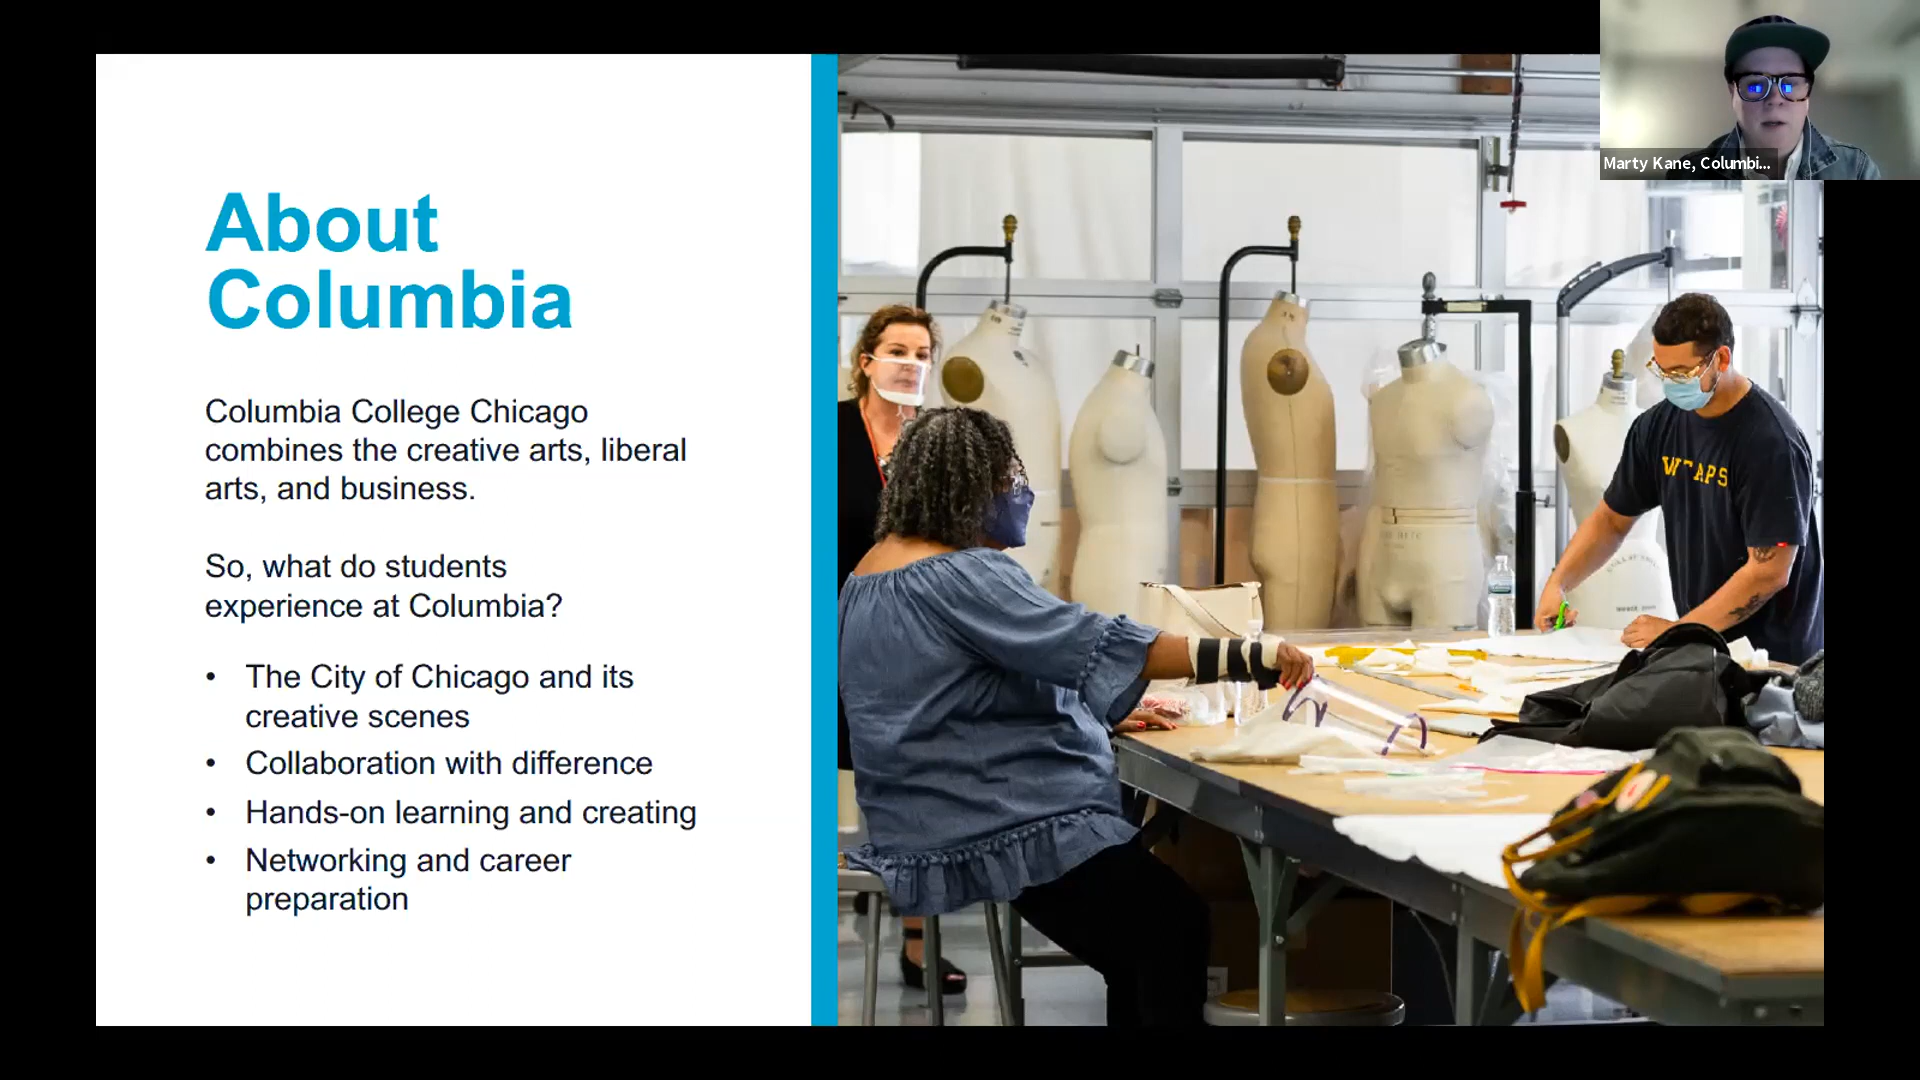 Marty Kane, Columbi...
About
Columbia
Columbia College Chicago
combines the creative arts, liberal
arts, and business.
So, what do students
experience at Columbia?
• The City of Chicago and its
creative scenes
• Collaboration with difference
• Hands-on learning and creating
• Networking and career
preparation